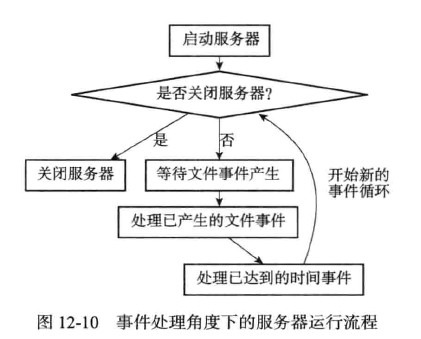 启动服务器
是否关闭服务器?
是
否
关闭服务器
等待文件事件产生
开始新的
事件循环
处理已产生的文件事件
处理已达到的时间事件
图 12-10 事件处理角度下的服务器运行流程